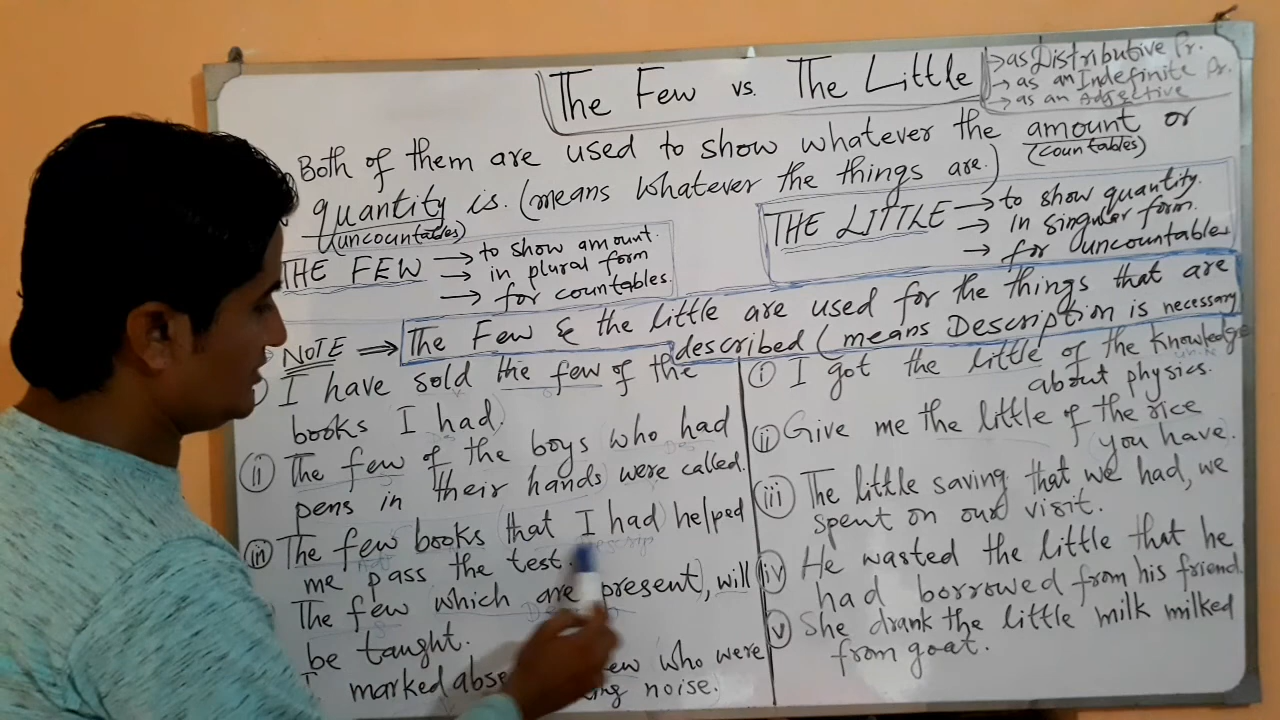 The Few vs. The Little
→ as Distributive Pr.
→ as an Indefinite Pr.
→ as an Adjective
Both of them are used to show whatever the amount or
(countables)
quantity is. (means whatever the things are.)
(uncountables)
THE FEW → to show amount.
→ in plural form
→ for countables.
THE LITTLE → to show quantity.
→ in singular form.
→ for uncountables
NOTE ⇒ The Few & the little are used for the things that are
described (means Description is necessary
I have sold the few of the
books I had)
(ii) The few of the boys who had
pens in their hands) were called.
(iii) The few books (that I had) helped
me pass the test.
The few which are present), will
be taught.
marked
who were
noise.)
(i) I got the little of the knowledge
about physics.
(ii) Give me the little of the rice
you have.
(iii) The little saving that we had, we
spent on our visit.
(iv) He wasted the little that he
had borrowed from his friend.
(v) She drank the little milk milked
from goat.